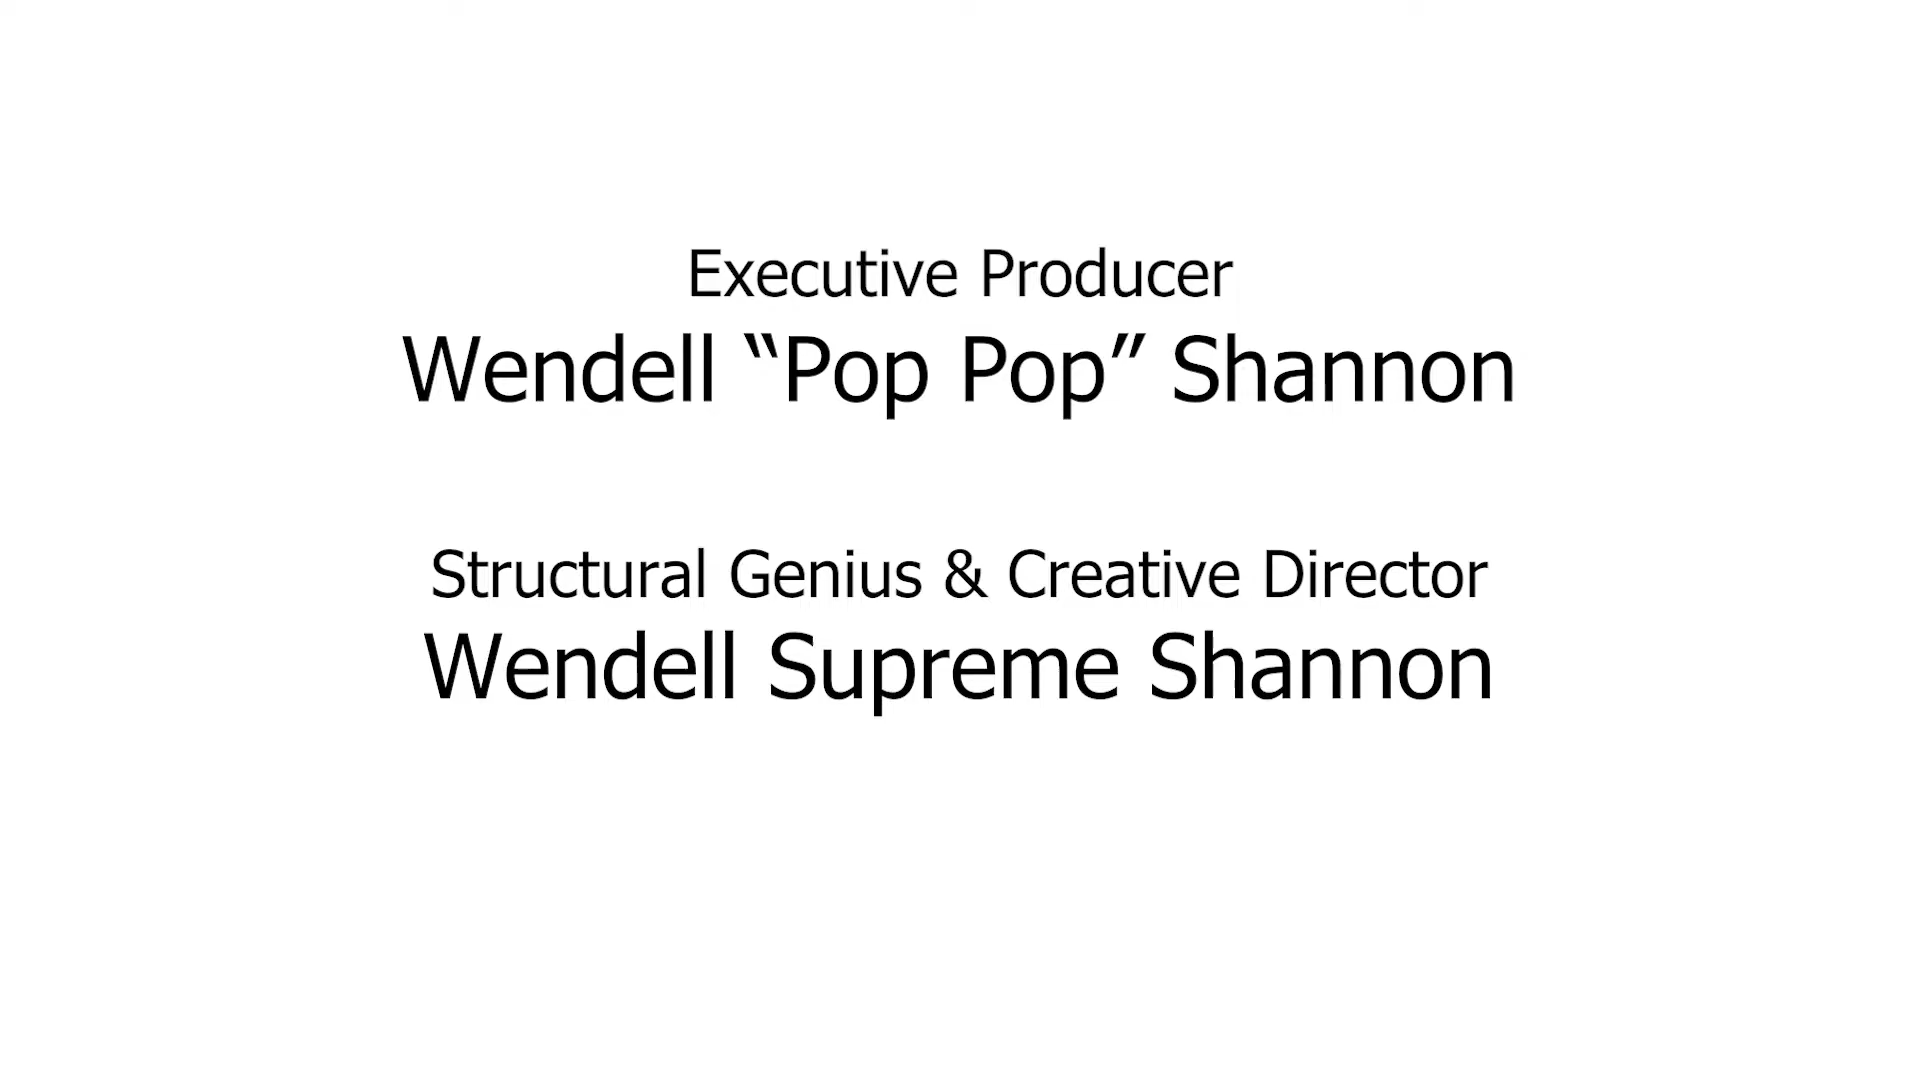 Executive Producer
Wendell “Pop Pop” Shannon
Structural Genius & Creative Director
Wendell Supreme Shannon